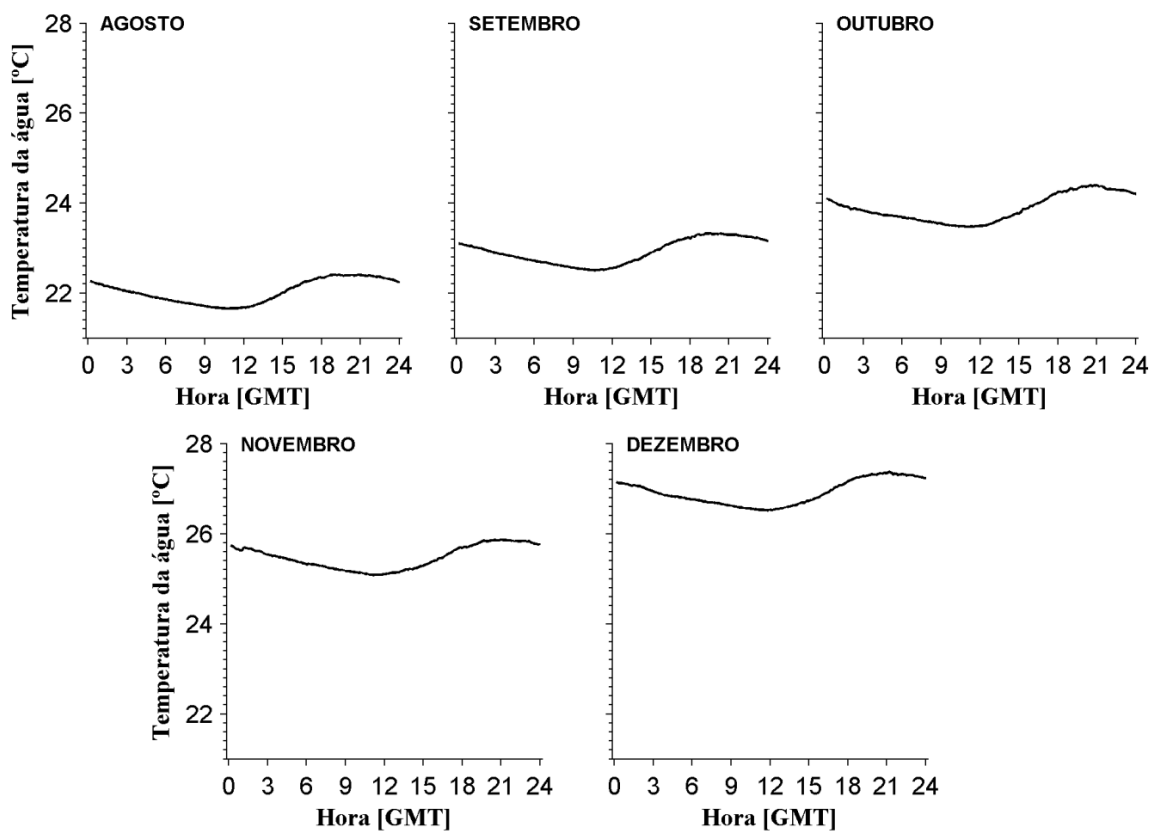 AGOSTO
SETEMBRO
OUTUBRO
Temperatura da água [ºC]
28
26
24
22
0 3 6 9 12 15 18 21 24
0 3 6 9 12 15 18 21 24
0 3 6 9 12 15 18 21 24
Hora [GMT]
Hora [GMT]
Hora [GMT]
NOVEMBRO
DEZEMBRO
Temperatura da água [ºC]
28
26
24
22
0 3 6 9 12 15 18 21 24
0 3 6 9 12 15 18 21 24
Hora [GMT]
Hora [GMT]